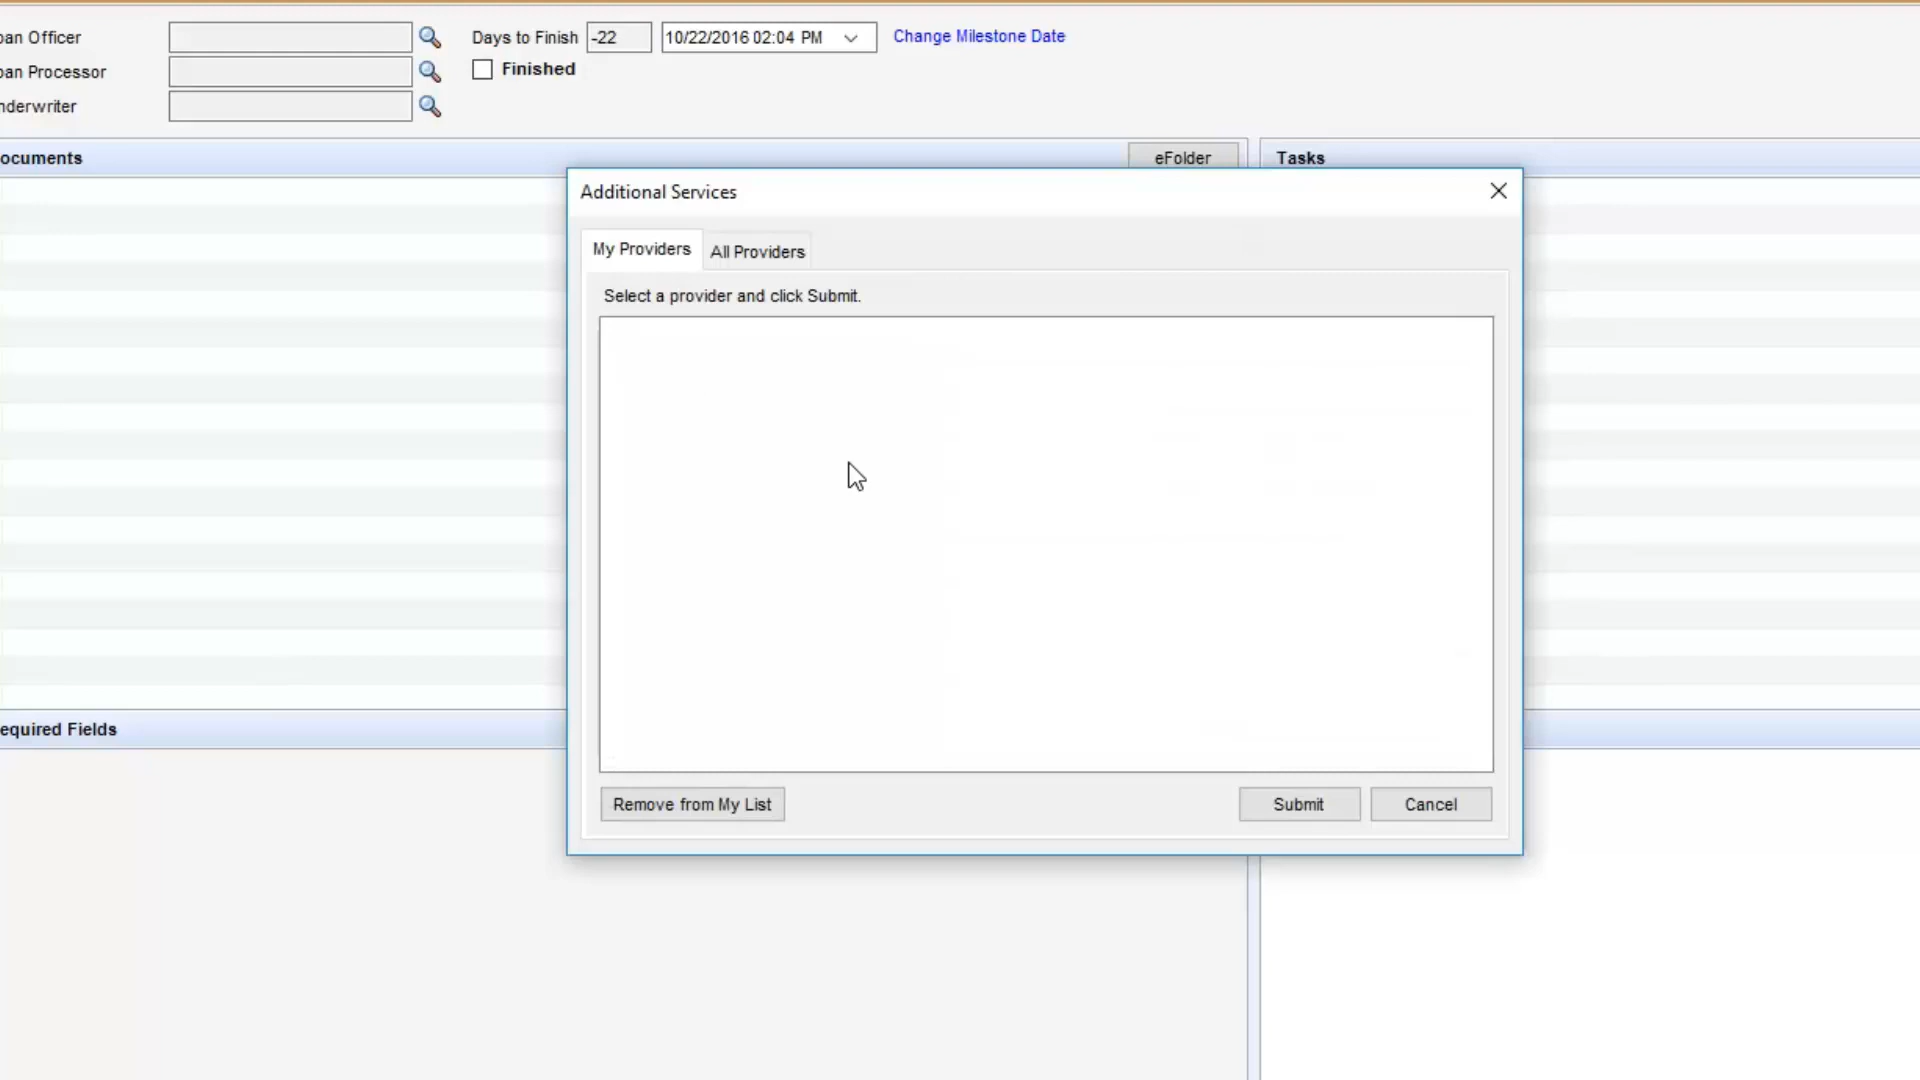 oan Officer
Days to Finish -22 10/22/2016 02:04 PM Change Milestone Date
oan Processor
Finished
nderwriter
ocuments
eFolder
Tasks
Additional Services
My Providers
All Providers
Select a provider and click Submit.
equired Fields
Remove from My List
Submit
Cancel